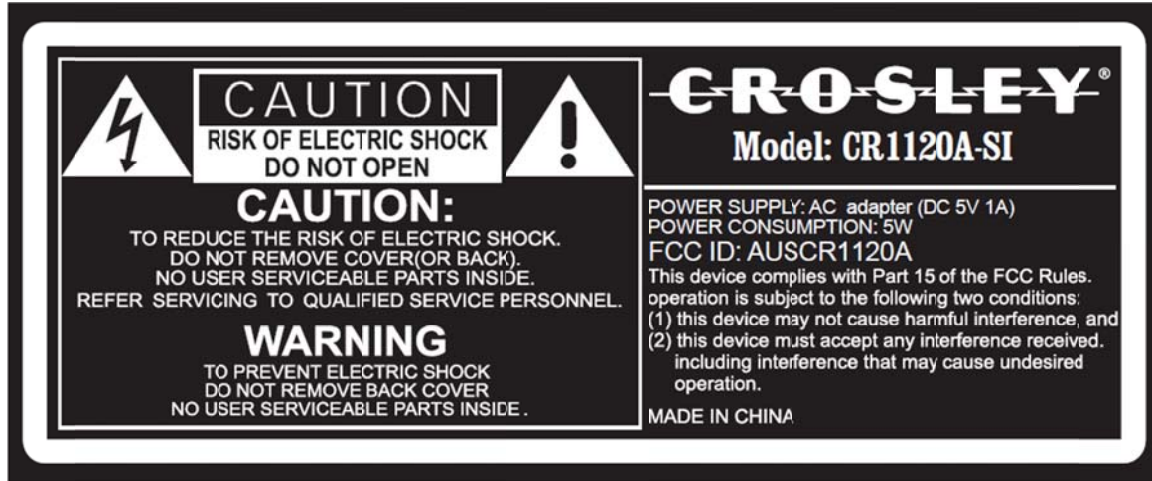 CAUTION
RISK OF ELECTRIC SHOCK
DO NOT OPEN
CAUTION:
TO REDUCE THE RISK OF ELECTRIC SHOCK.
DO NOT REMOVE COVER(OR BACK).
NO USER SERVICEABLE PARTS INSIDE.
REFER SERVICING TO QUALIFIED SERVICE PERSONNEL.
WARNING
TO PREVENT ELECTRIC SHOCK
DO NOT REMOVE BACK COVER
NO USER SERVICEABLE PARTS INSIDE .
CROSLEY®
Model: CR1120A-SI
POWER SUPPLY: AC adapter (DC 5V 1A)
POWER CONSUMPTION: 5W
FCC ID: AUSCR1120A
This device complies with Part 15 of the FCC Rules.
operation is subject to the following two conditions:
(1) this device may not cause harmful interference, and
(2) this device must accept any interference received.
including interference that may cause undesired
operation.
MADE IN CHINA